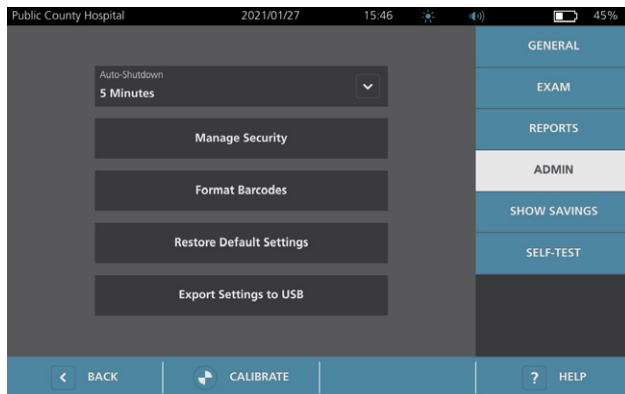 Public County Hospital 2021/01/27 15:46 45%
GENERAL
Auto-Shutdown
5 Minutes
EXAM
Manage Security
REPORTS
Format Barcodes
ADMIN
SHOW SAVINGS
Restore Default Settings
SELF-TEST
Export Settings to USB
< BACK CALIBRATE ? HELP